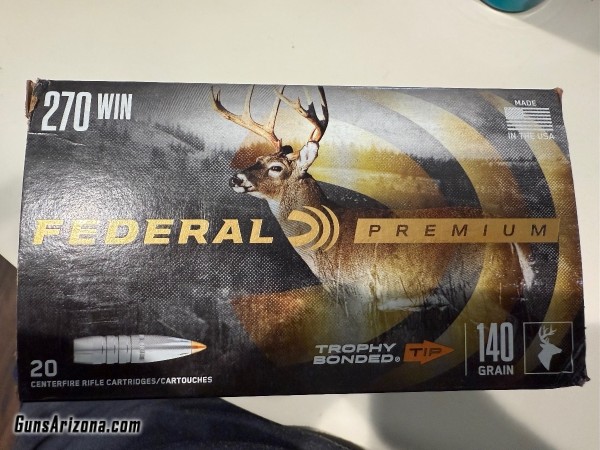 270 WIN
MADE
IN THE USA
FEDERAL PREMIUM
20
CENTERFIRE RIFLE CARTRIDGES/CARTOUCHES
TROPHY
BONDED® TIP
140
GRAIN
GunsArizona.com